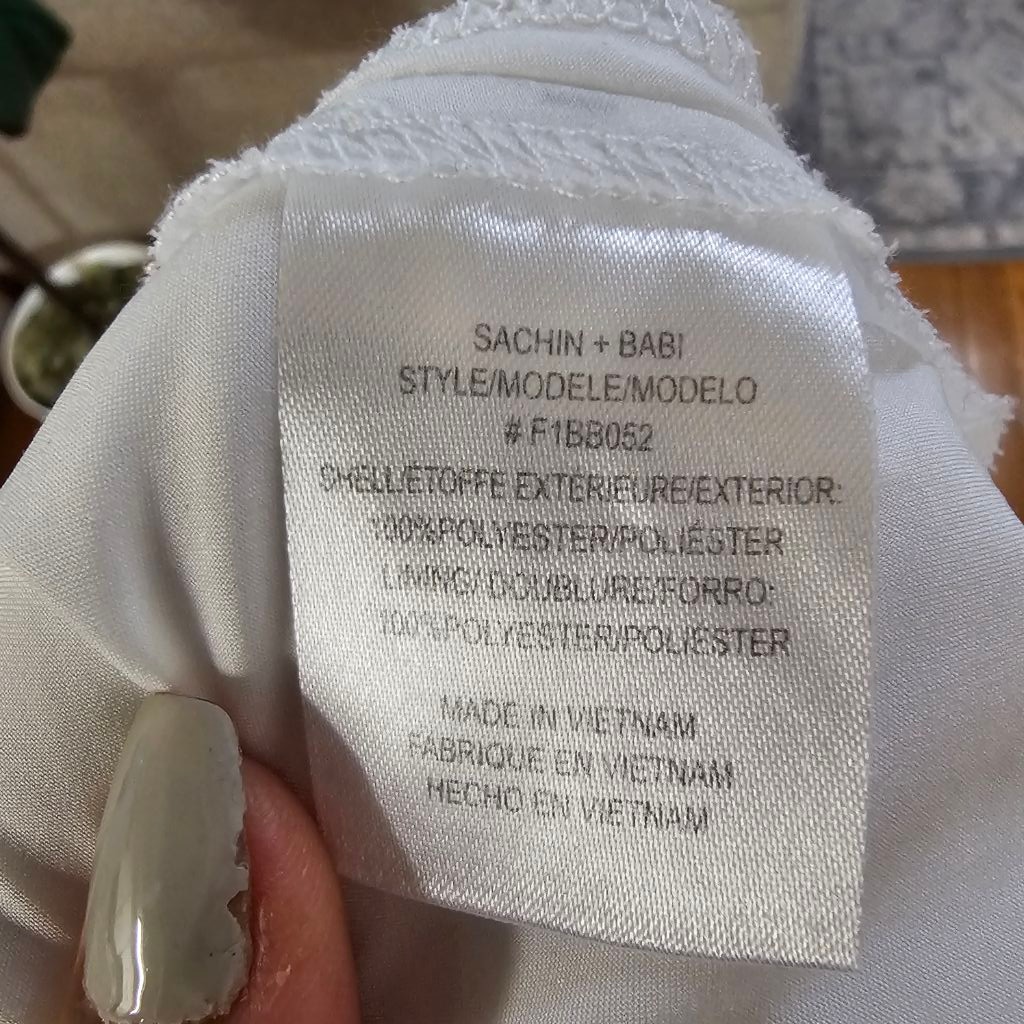 SACHIN + BABI
STYLE/MODELE/MODELO
# F1BB052
SHELL/ETOFFE EXTERIEURE/EXTERIOR:
100%POLYESTER/POLIÉSTER
LINING/DOUBLURE/FORRO:
100%POLYESTER/POLIÉSTER
MADE IN VIETNAM
FABRIQUE EN VIETNAM
HECHO EN VIETNAM